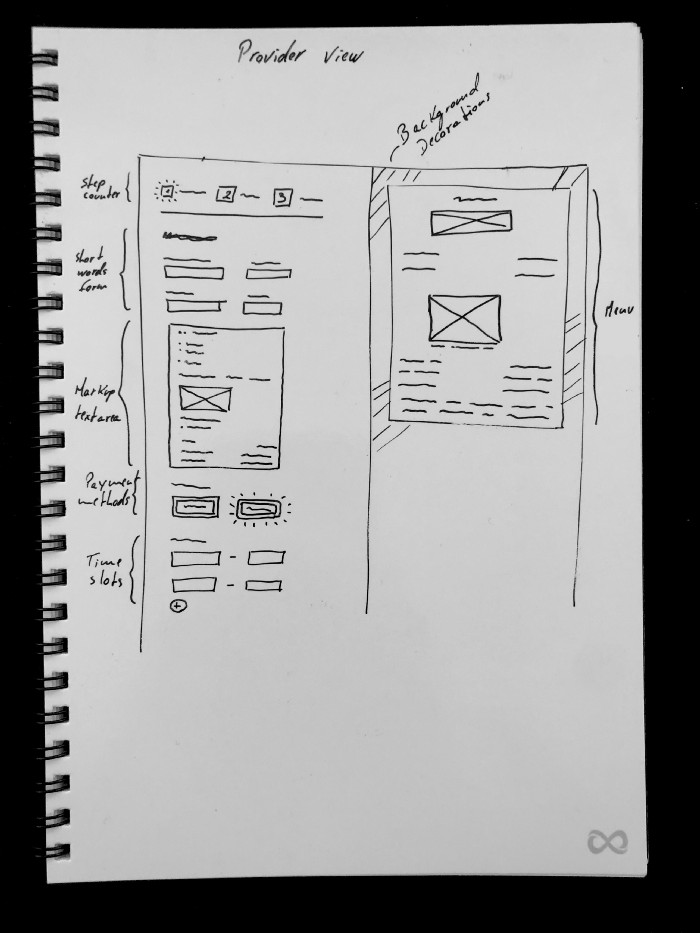 Provider View
Background
Decorations
Step
counter
1
2
3
Short
words
form
Markup
textarea
Payment
methods
Time
slots
Menu